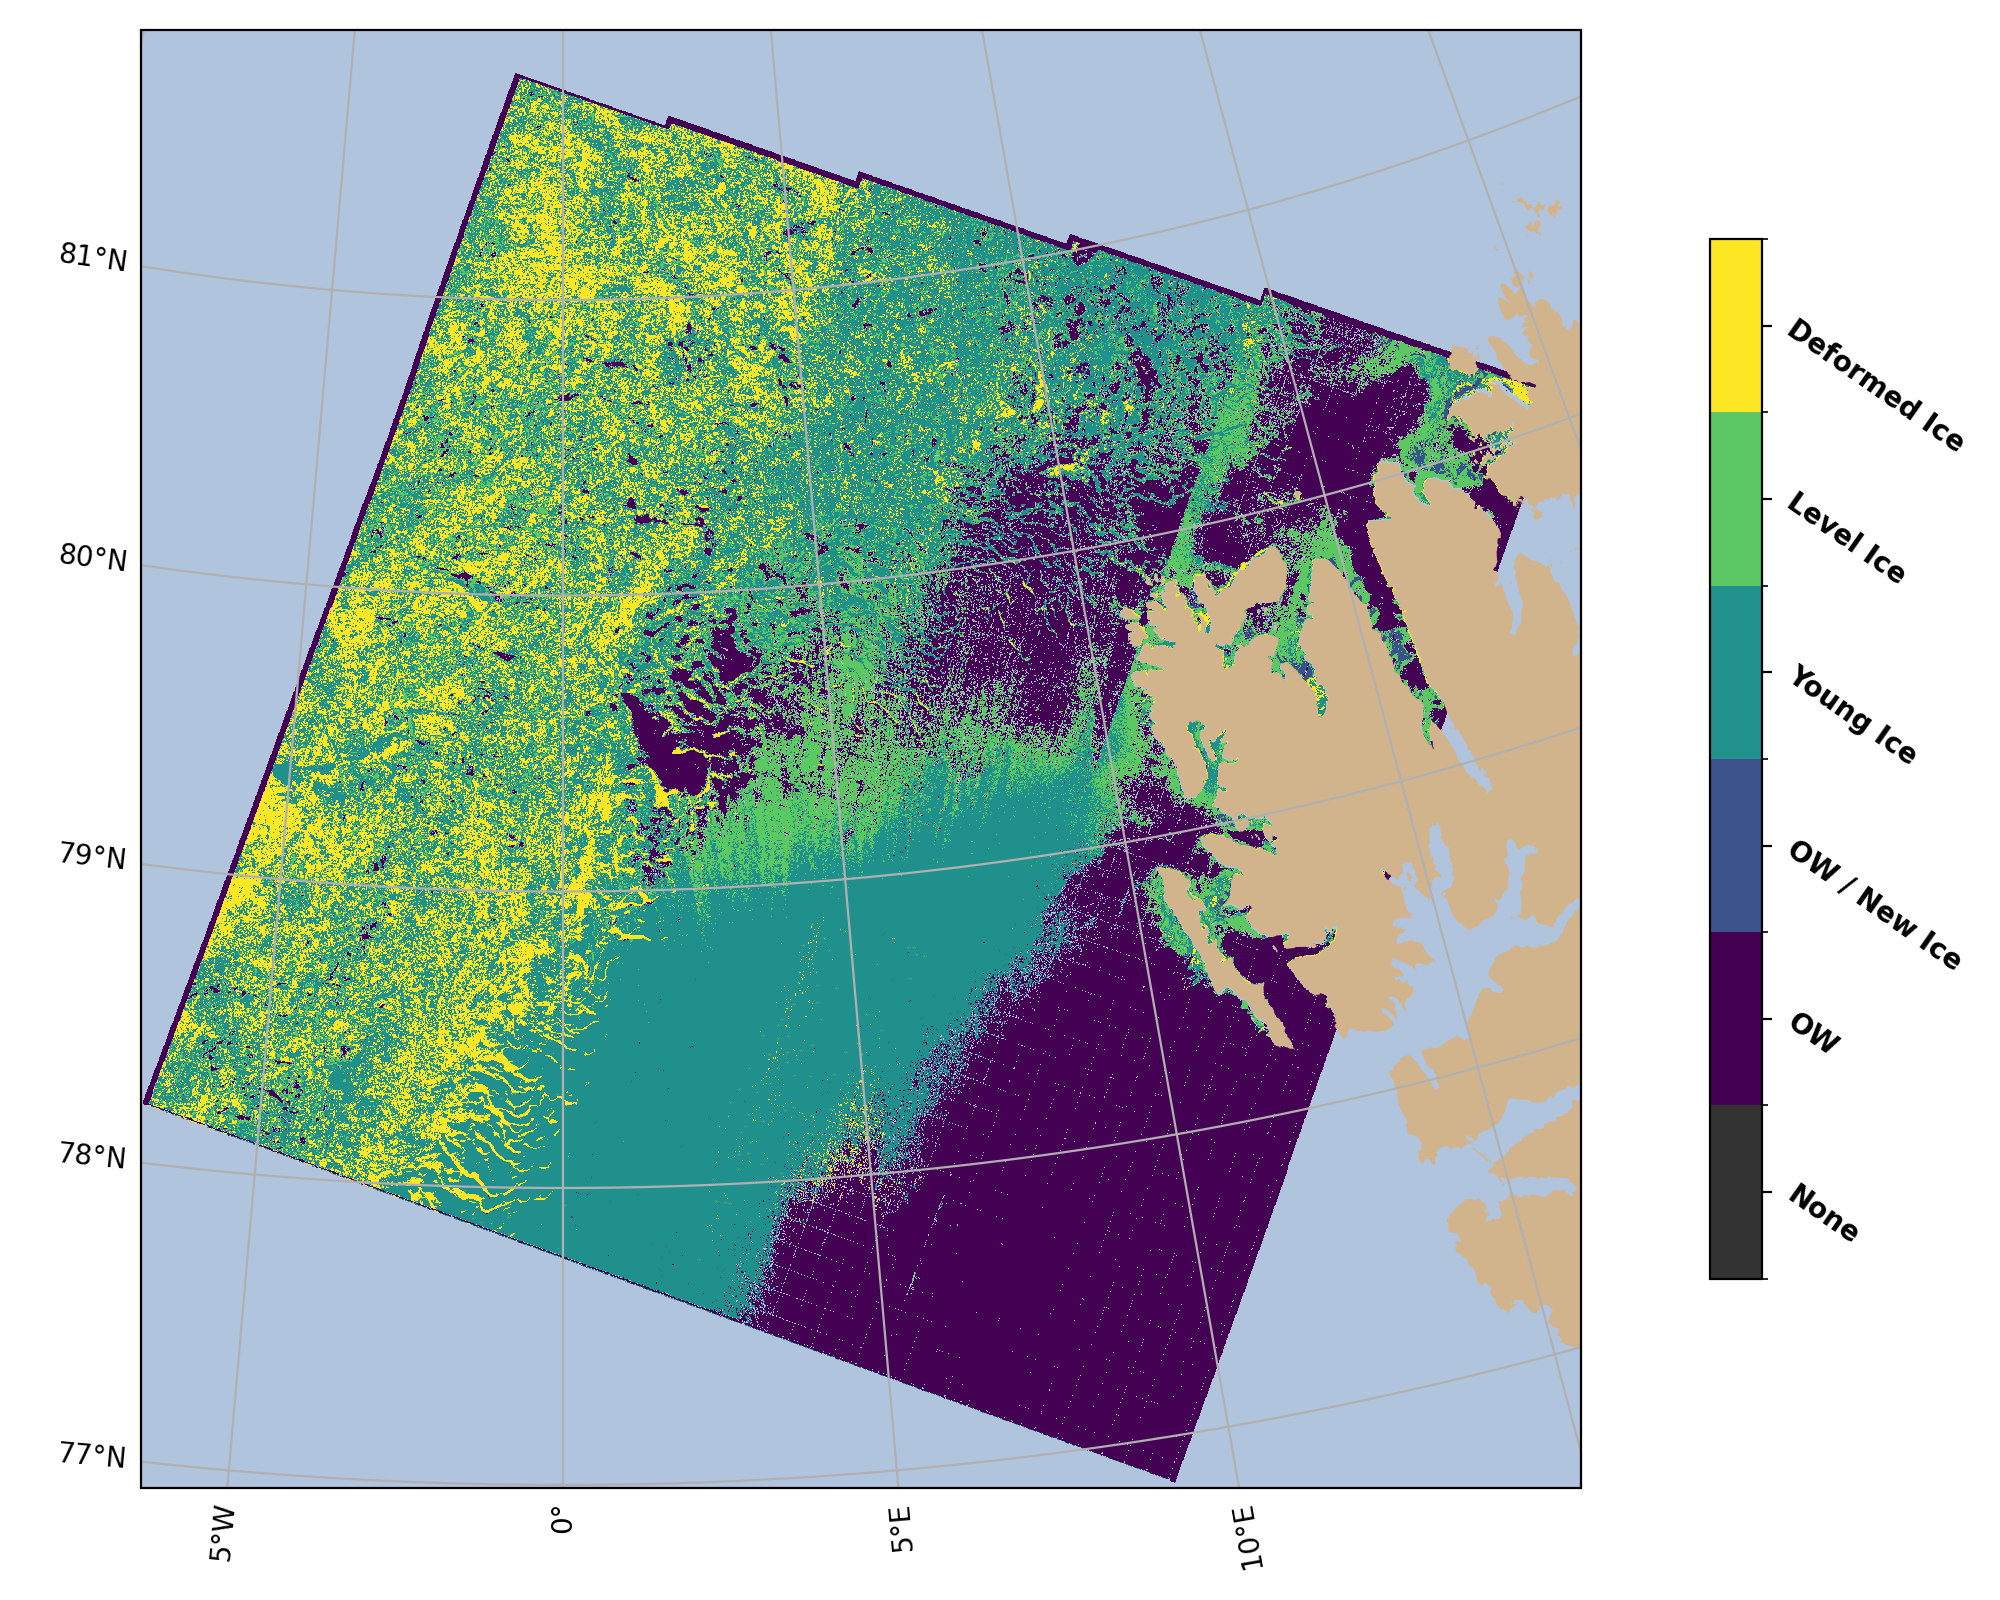 81°N
80°N
79°N
78°N
77°N
5°W
0°
5°E
10°E
Deformed Ice
Level Ice
Young Ice
OW / New Ice
OW
None